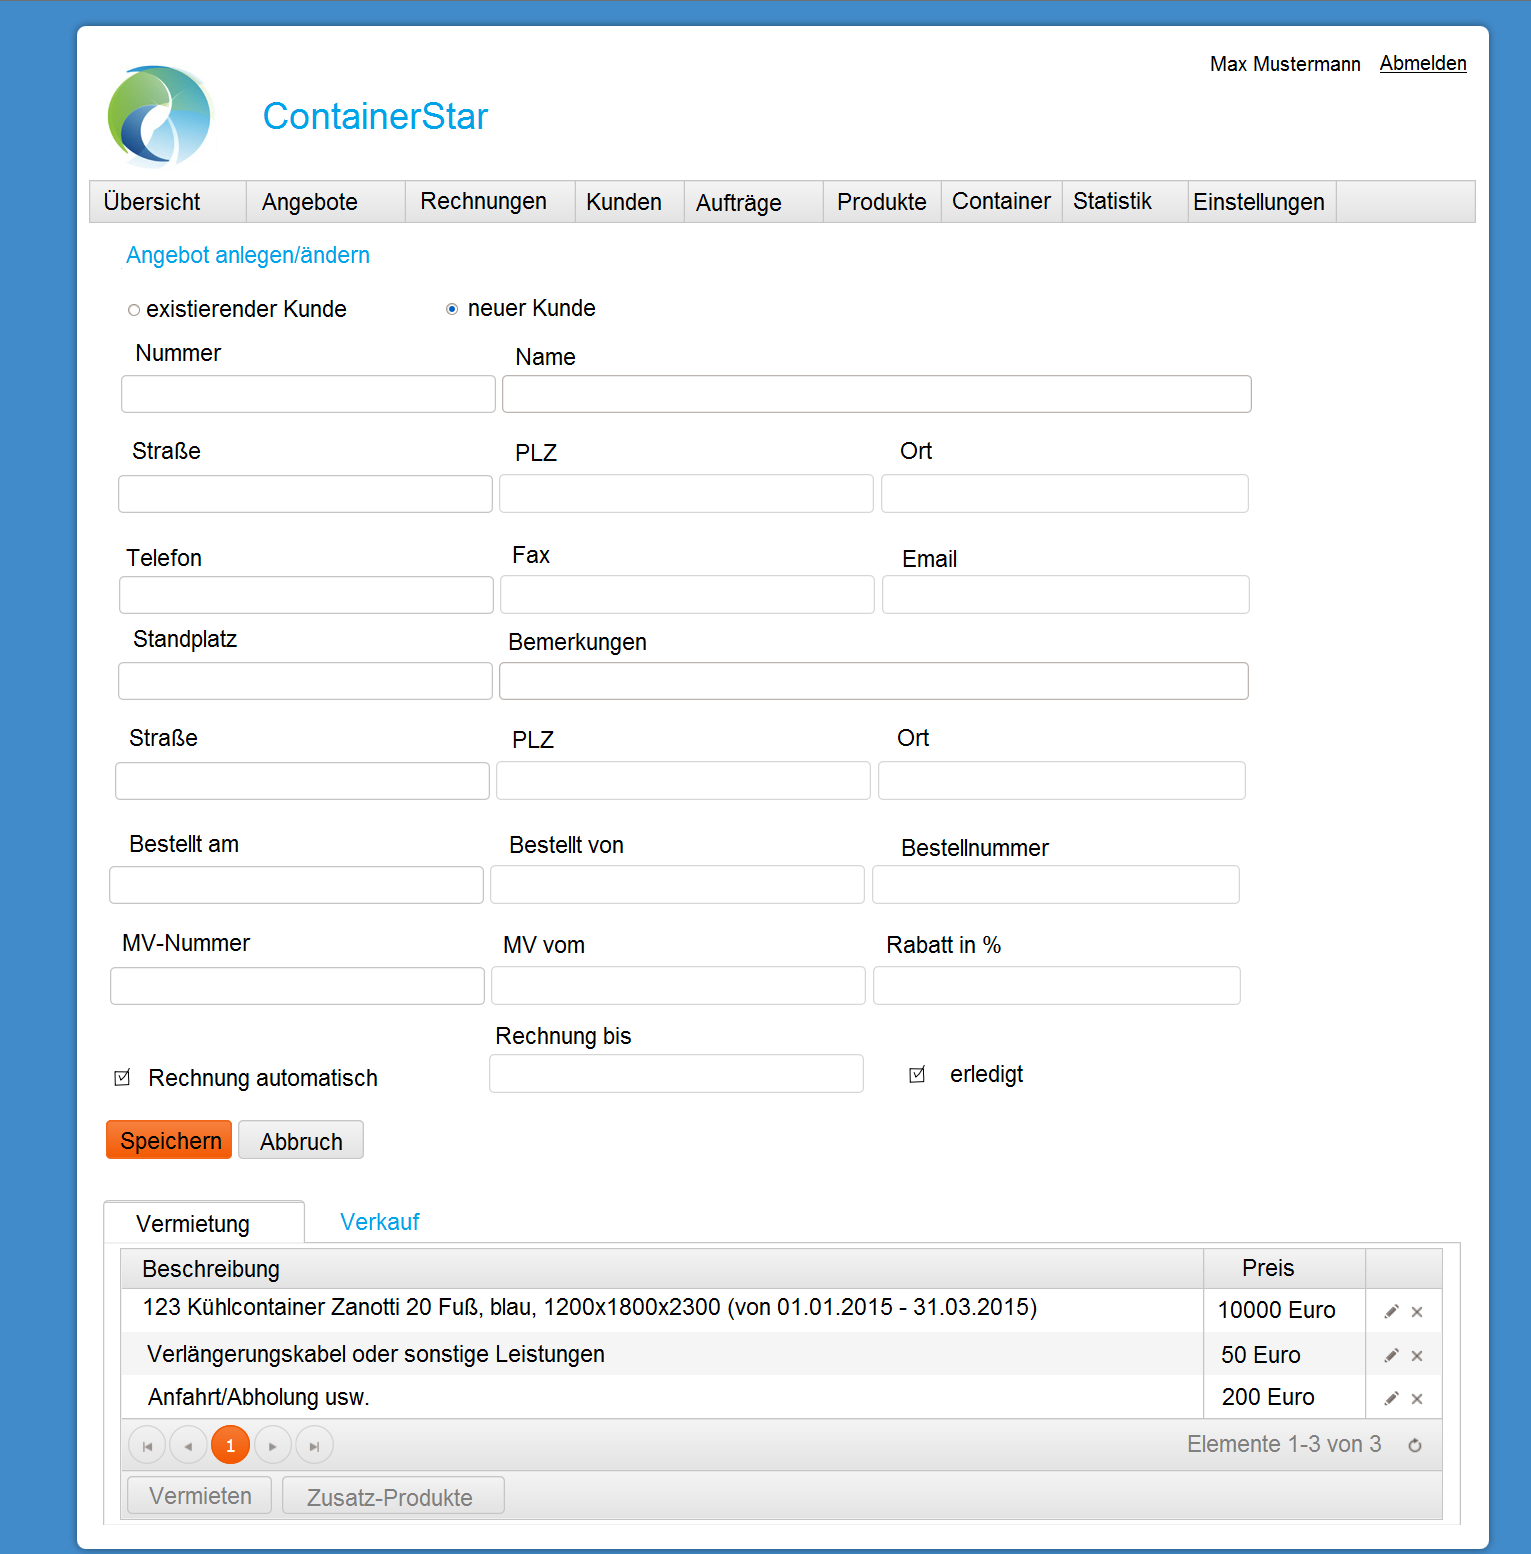 Max Mustermann Abmelden
ContainerStar
Übersicht Angebote Rechnungen Kunden Aufträge Produkte Container Statistik Einstellungen
Angebot anlegen/ändern
existierender Kunde neuer Kunde
Nummer Name
Straße PLZ Ort
Telefon Fax Email
Standplatz Bemerkungen
Straße PLZ Ort
Bestellt am Bestellt von Bestellnummer
MV-Nummer MV vom Rabatt in %
Rechnung bis
Rechnung automatisch erledigt
Speichern Abbruch
Vermietung Verkauf
Beschreibung Preis
123 Kühlcontainer Zanotti 20 Fuß, blau, 1200x1800x2300 (von 01.01.2015 - 31.03.2015) 10000 Euro
Verlängerungskabel oder sonstige Leistungen 50 Euro
Anfahrt/Abholung usw. 200 Euro
1 Elemente 1-3 von 3
Vermieten Zusatz-Produkte